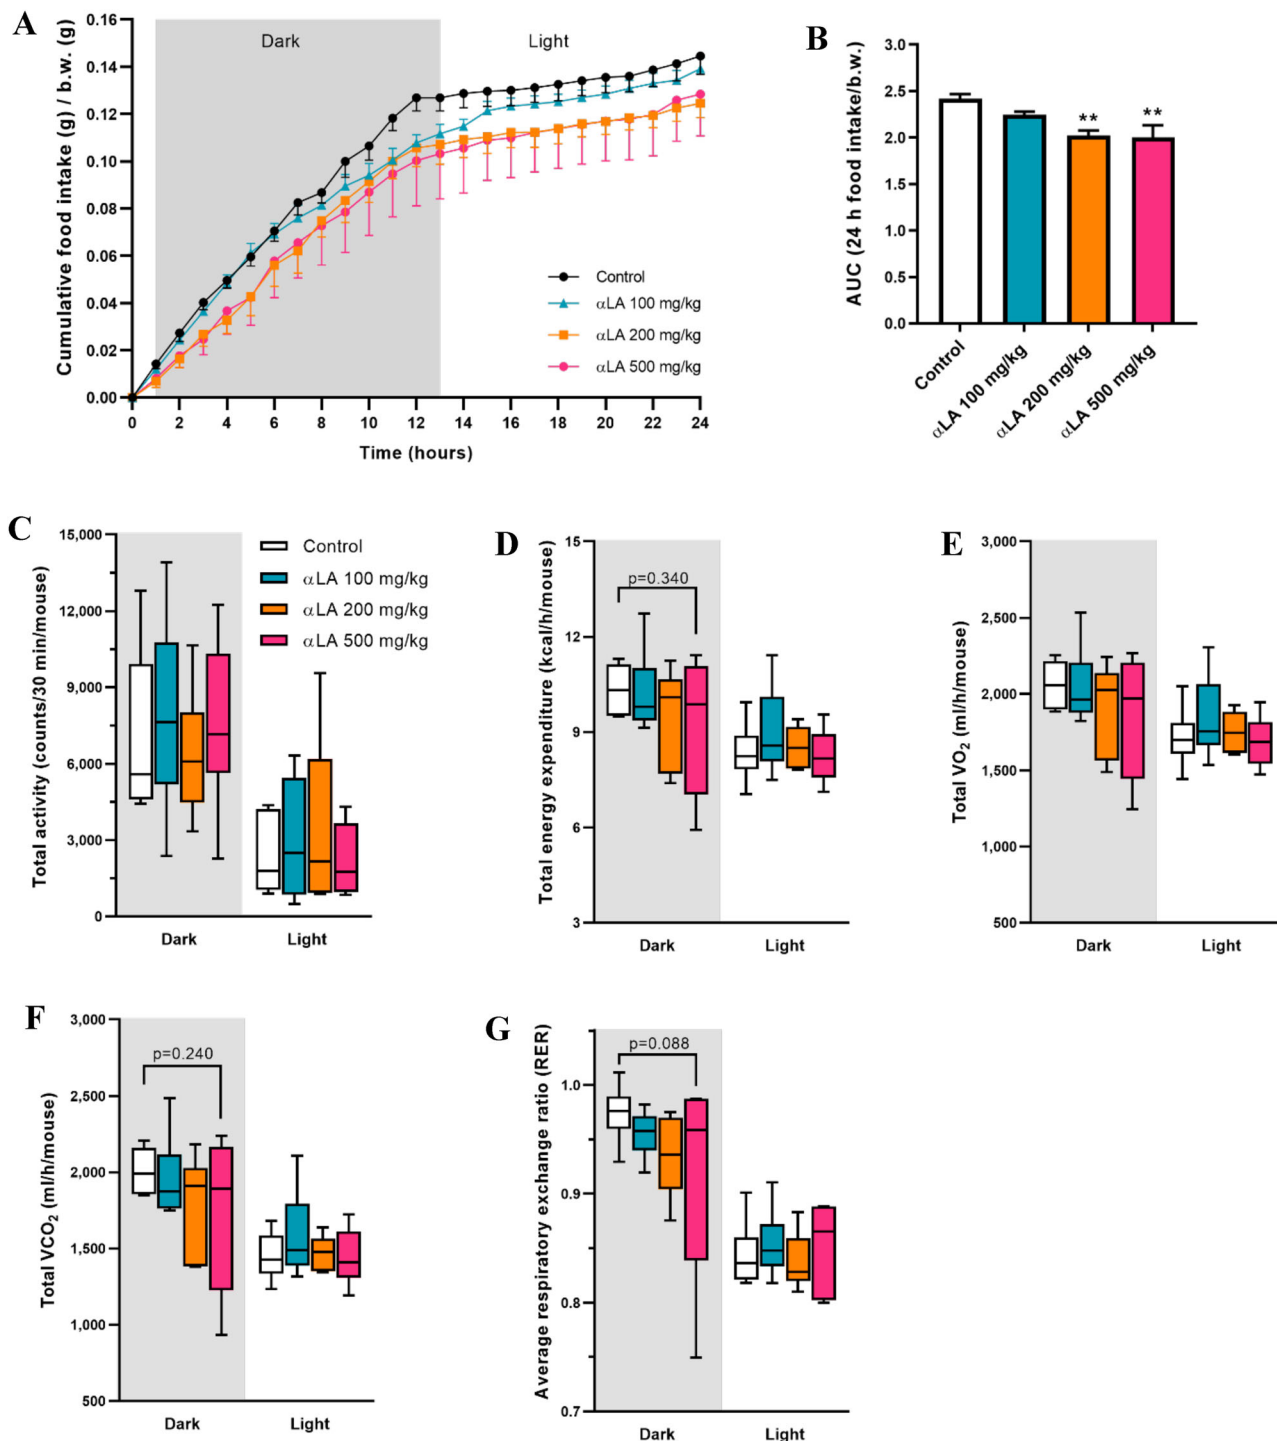 A
Cumulative food intake (g) / b.w. (g)
0.16
0.14
0.12
0.10
0.08
0.06
0.04
0.02
0.00
Dark
Light
Control
αLA 100 mg/kg
αLA 200 mg/kg
αLA 500 mg/kg
0 2 4 6 8 10 12 14 16 18 20 22 24
Time (hours)
B
AUC (24 h food intake/b.w.)
3.0
2.5
2.0
1.5
1.0
0.5
0.0
** **
Control
αLA 100 mg/kg
αLA 200 mg/kg
αLA 500 mg/kg
C
Total activity (counts/30 min/mouse)
15,000
12,000
9,000
6,000
3,000
0
Control
αLA 100 mg/kg
αLA 200 mg/kg
αLA 500 mg/kg
Dark Light
D
Total energy expenditure (kcal/h/mouse)
15
12
9
6
3
p=0.340
Dark Light
E
Total VO2 (ml/h/mouse)
3,000
2,500
2,000
1,500
1,000
500
Dark Light
F
Total VCO2 (ml/h/mouse)
3,000
2,500
2,000
1,500
1,000
500
p=0.240
Dark Light
G
Average respiratory exchange ratio (RER)
1.0
0.9
0.8
0.7
p=0.088
Dark Light